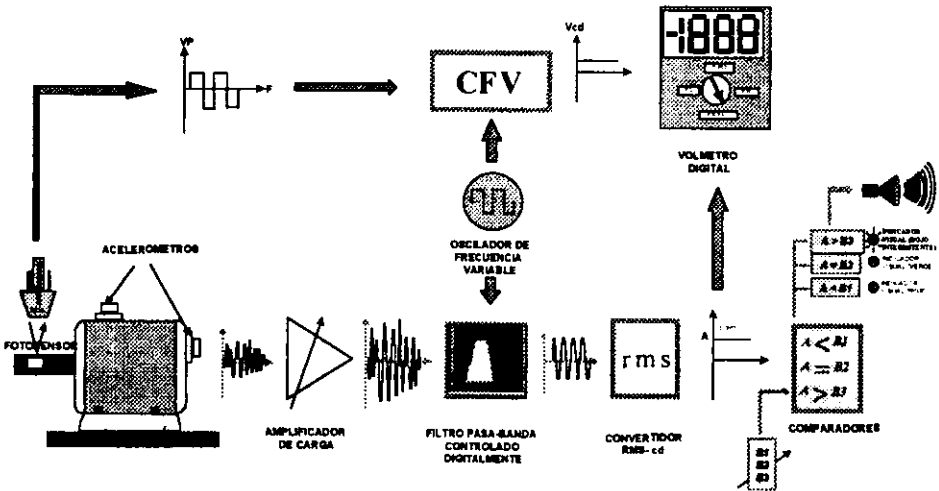 VP
F
CFV
Vcd
-1888
VOLMETRO
DIGITAL
OSCILADOR DE
FRECUENCIA
VARIABLE
ACELEROMETROS
FOTOSENSOR
AMPLIFICADOR
DE CARGA
FILTRO PASA-BANDA
CONTROLADO
DIGITALMENTE
rms
CONVERTIDOR
RMS-cd
A
A > B3
A = B2
A < B1
A < B1
A = B2
A > B3
COMPARADORES
B1
B2
B3